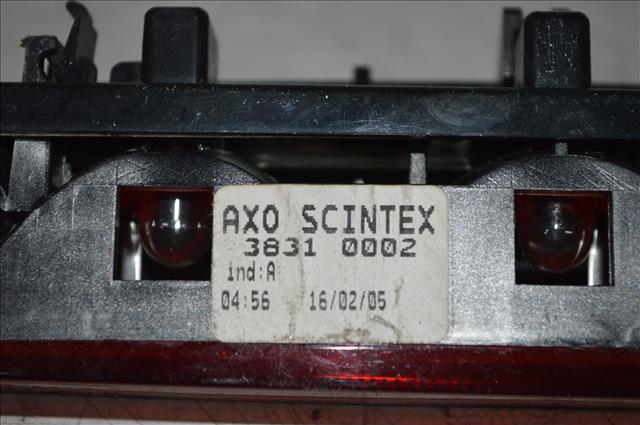 AXO SCINTEX
3831 0002
ind:A
04:56 16/02/05